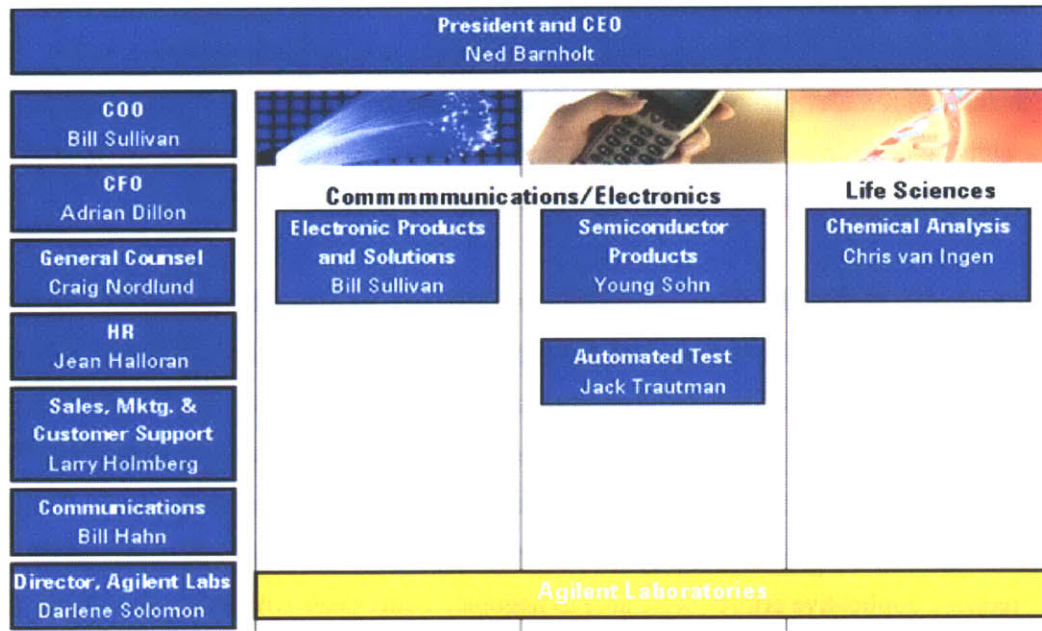 President and CEO
Ned Barnholt
COO
Bill Sullivan
CFO
Adrian Dillon
General Counsel
Craig Nordlund
HR
Jean Halloran
Sales, Mktg. &
Customer Support
Larry Holmberg
Communications
Bill Hahn
Director, Agilent Labs
Darlene Solomon
Commmmmunications/Electronics
Electronic Products
and Solutions
Bill Sullivan
Semiconductor
Products
Young Sohn
Automated Test
Jack Trautman
Life Sciences
Chemical Analysis
Chris van Ingen
Agilent Laboratories